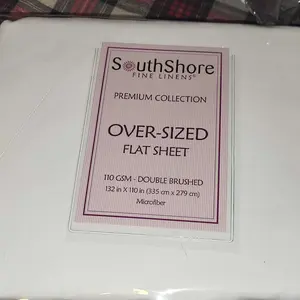 SouthShore
FINE LINENS®
PREMIUM COLLECTION
OVER-SIZED
FLAT SHEET
110 GSM - DOUBLE BRUSHED
132 in X 110 in (335 cm x 279 cm)
Microfiber